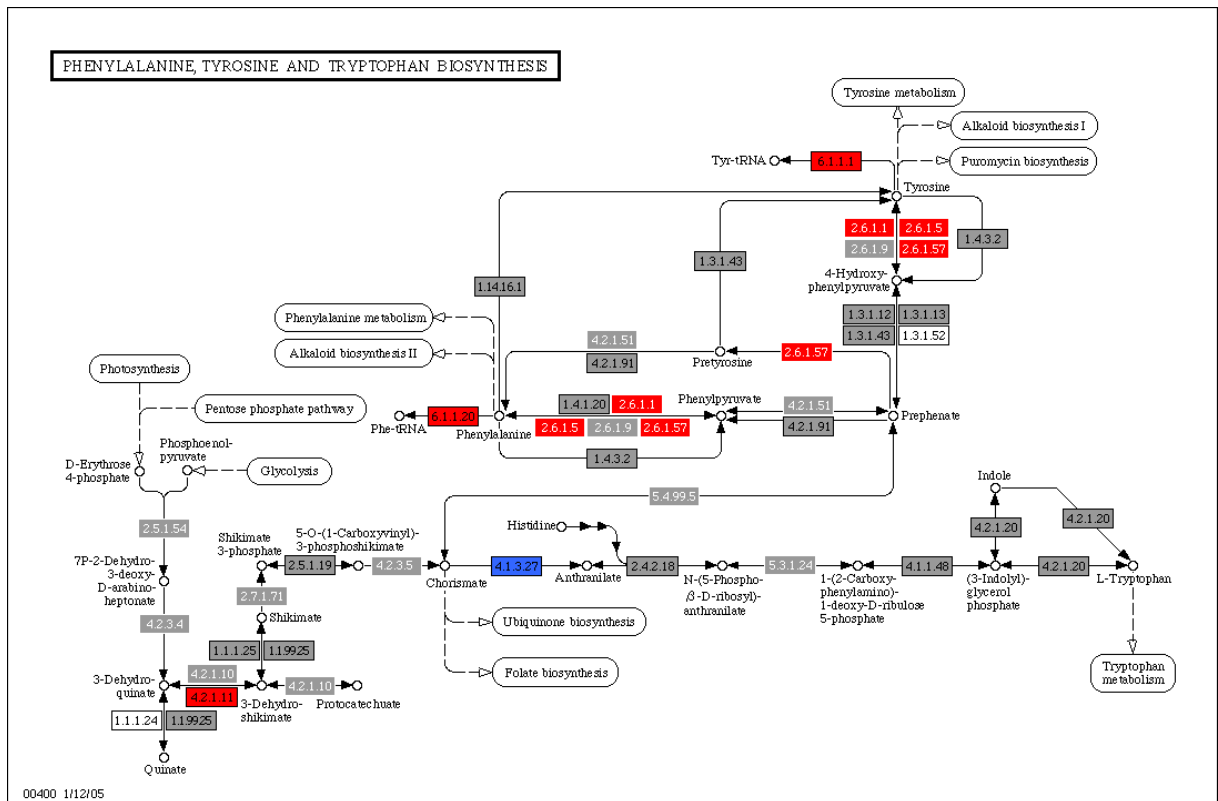 PHENYLALANINE, TYROSINE AND TRYPTOPHAN BIOSYNTHESIS
Tyrosine metabolism
Alkaloid biosynthesis I
Tyr-tRNA
6.1.1.1
Puromycin biosynthesis
Tyrosine
2.6.1.1
2.6.1.5
2.6.1.9
2.6.1.57
1.4.3.2
1.3.1.43
4-Hydroxy-
phenylpyruvate
1.14.16.1
1.3.1.12
1.3.1.13
1.3.1.43
1.3.1.52
Phenylalanine metabolism
Alkaloid biosynthesis II
4.2.1.51
4.2.1.91
Pretyrosine
2.6.1.57
Photosynthesis
Pentose phosphate pathway
Phe-tRNA
6.1.1.20
Phenylalanine
1.4.1.20
2.6.1.1
2.6.1.5
2.6.1.9
2.6.1.57
1.4.3.2
Phenylpyruvate
4.2.1.51
4.2.1.91
Prephenate
Phosphoenol-
pyruvate
D-Erythrose
4-phosphate
Glycolysis
5.4.99.5
Indole
2.5.1.54
Shikimate
3-phosphate
5-O-(1-Carboxyvinyl)-
3-phosphoshikimate
Histidine
4.2.1.20
4.2.1.20
7P-2-Dehydro-
3-deoxy-
D-arabino-
heptonate
2.5.1.19
4.2.3.5
Chorismate
4.1.3.27
Anthranilate
2.4.2.18
N-(5-Phospho-
β-D-ribosyl)-
anthranilate
5.3.1.24
1-(2-Carboxy-
phenylamino)-
1-deoxy-D-ribulose
5-phosphate
4.1.1.48
(3-Indolyl)-
glycerol
phosphate
4.2.1.20
L-Tryptophan
2.7.1.71
Shikimate
4.2.3.4
Ubiquinone biosynthesis
1.1.1.25
1.1.9925
Folate biosynthesis
Tryptophan
metabolism
3-Dehydro-
quinate
4.2.1.10
4.2.1.11
3-Dehydro-
shikimate
4.2.1.10
Protocatechuate
1.1.1.24
1.1.9925
Quinate
00400 1/12/05